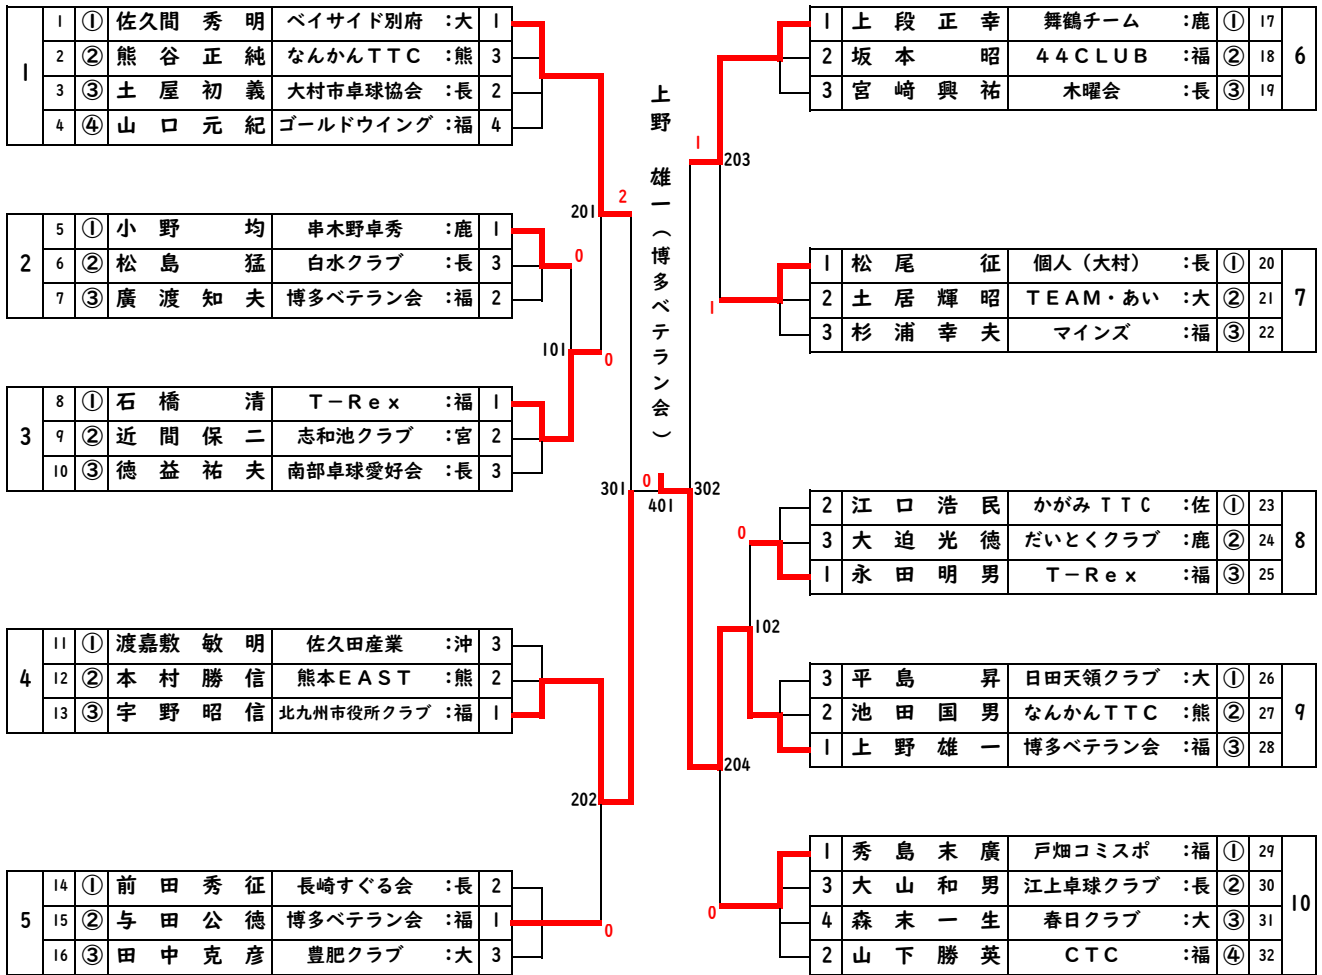 1
1 ① 佐久間 秀 明 ベイサイド別府 :大 1
2 ② 熊 谷 正 純 なんかんTTC :熊 3
3 ③ 土 屋 初 義 大村市卓球協会 :長 2
4 ④ 山 口 元 紀 ゴールドウイング :福 4
2
5 ① 小 野 均 串木野卓秀 :鹿 1
6 ② 松 島 猛 白水クラブ :長 3
7 ③ 廣 渡 知 夫 博多ベテラン会 :福 2
3
8 ① 石 橋 清 T-Rex :福 1
9 ② 近 間 保 二 志和池クラブ :宮 2
10 ③ 徳 益 祐 夫 南部卓球愛好会 :長 3
4
11 ① 渡嘉敷 敏 明 佐久田産業 :沖 3
12 ② 本 村 勝 信 熊本EAST :熊 2
13 ③ 宇 野 昭 信 北九州市役所クラブ :福 1
5
14 ① 前 田 秀 征 長崎すぐる会 :長 2
15 ② 与 田 公 徳 博多ベテラン会 :福 1
16 ③ 田 中 克 彦 豊肥クラブ :大 3
201
2
0
101
0
301
202
0
上野 雄一(博多ベテラン会)
0
401
302
1
203
1
0
102
204
0
1 上 段 正 幸 舞鶴チーム :鹿 ① 17
2 坂 本 昭 44CLUB :福 ② 18
3 宮 﨑 興 祐 木曜会 :長 ③ 19
6
1 松 尾 征 個人(大村) :長 ① 20
2 土 居 輝 昭 TEAM・あい :大 ② 21
3 杉 浦 幸 夫 マインズ :福 ③ 22
7
2 江 口 浩 民 かがみ TTC :佐 ① 23
3 大 迫 光 徳 だいとくクラブ :鹿 ② 24
1 永 田 明 男 T-Rex :福 ③ 25
8
3 平 島 昇 日田天領クラブ :大 ① 26
2 池 田 国 男 なんかんTTC :熊 ② 27
1 上 野 雄 一 博多ベテラン会 :福 ③ 28
9
1 秀 島 末 廣 戸畑コミスポ :福 ① 29
3 大 山 和 男 江上卓球クラブ :長 ② 30
4 森 末 一 生 春日クラブ :大 ③ 31
2 山 下 勝 英 CTC :福 ④ 32
10